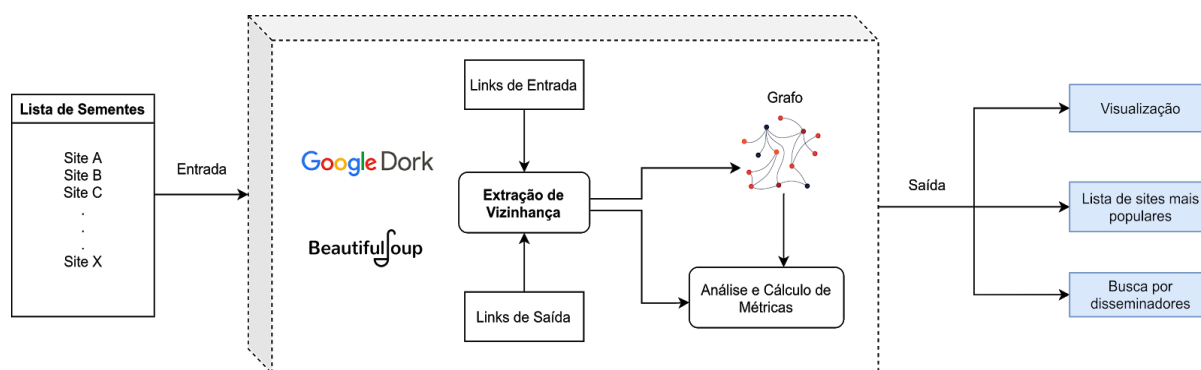 Lista de Sementes
Site A
Site B
Site C
.
.
.
Site X
Entrada
Google Dork
BeautifulSoup
Links de Entrada
Extração de
Vizinhança
Links de Saída
Grafo
Análise e Cálculo de
Métricas
Saída
Visualização
Lista de sites mais
populares
Busca por
disseminadores